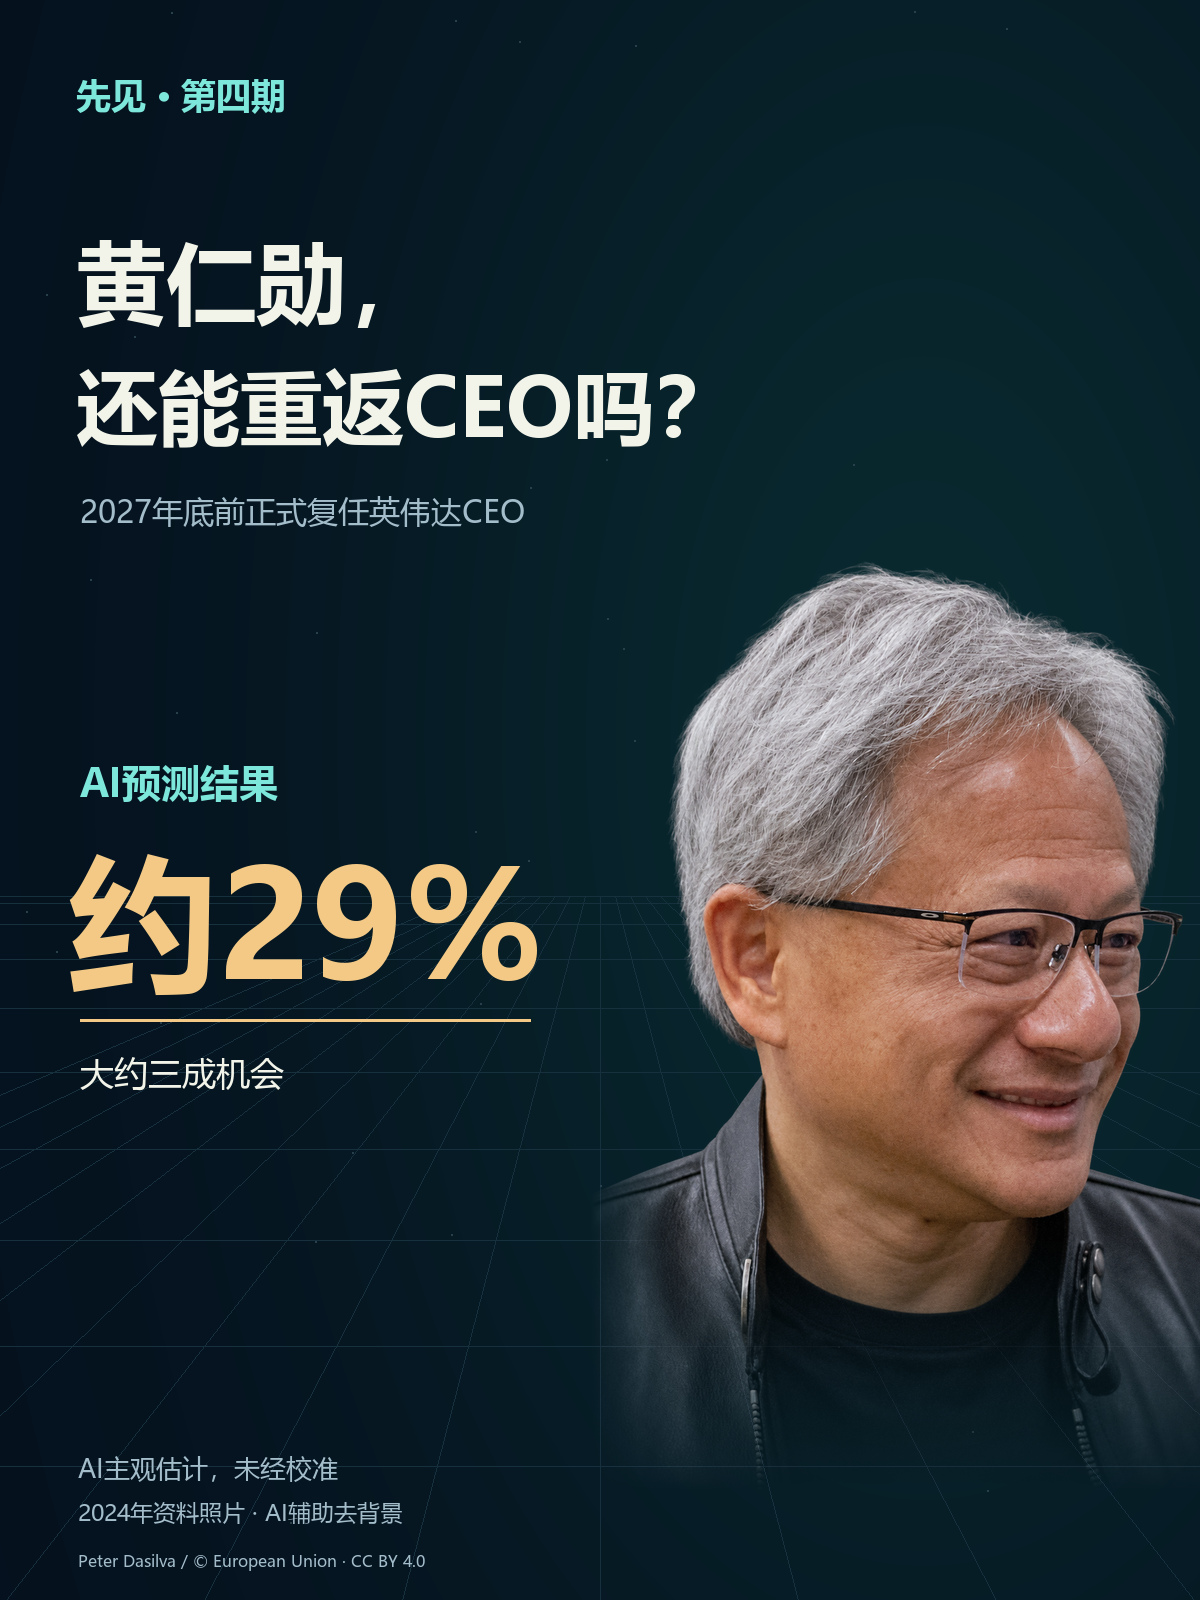 先见·第四期
黄仁勋，
还能重返CEO吗？
2027年底前正式复任英伟达CEO
AI预测结果
约29%
大约三成机会
AI主观估计，未经校准
2024年资料照片 · AI辅助去背景
Peter Dasilva / © European Union · CC BY 4.0